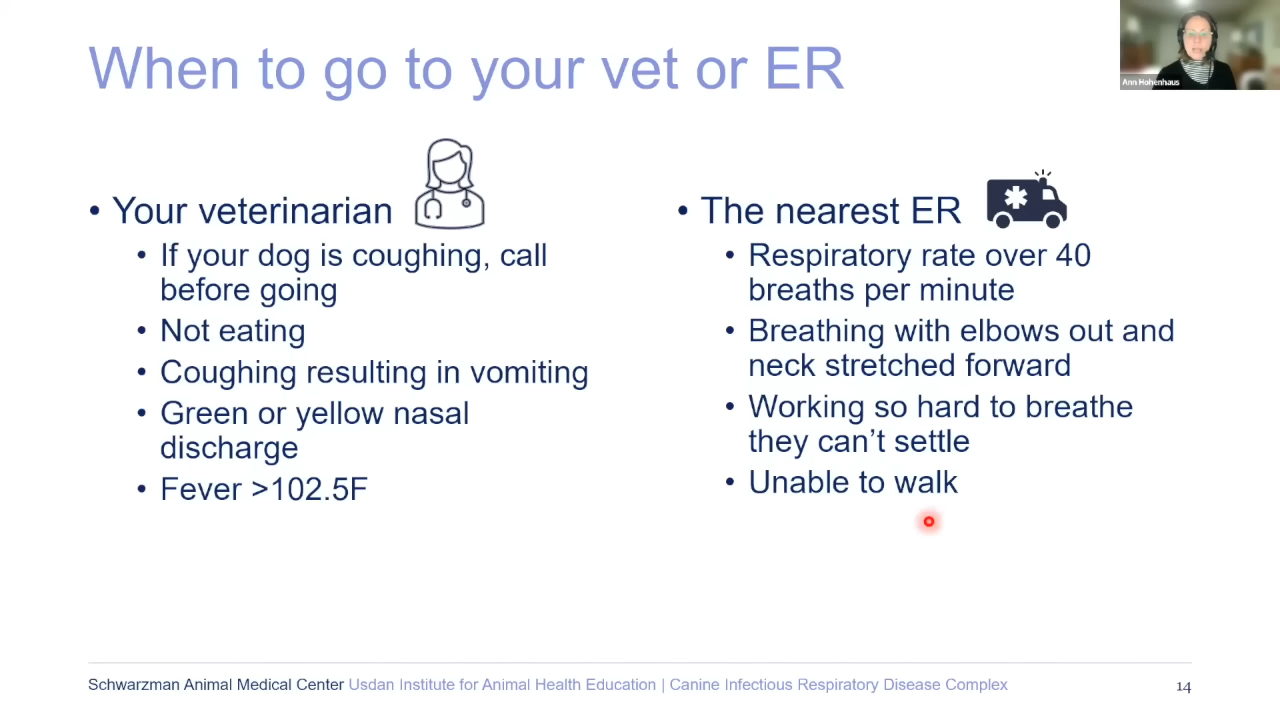 When to go to your vet or ER
Ann Hohenhaus
• Your veterinarian
• If your dog is coughing, call
before going
• Not eating
• Coughing resulting in vomiting
• Green or yellow nasal
discharge
• Fever >102.5F
• The nearest ER
• Respiratory rate over 40
breaths per minute
• Breathing with elbows out and
neck stretched forward
• Working so hard to breathe
they can’t settle
• Unable to walk
Schwarzman Animal Medical Center Usdan Institute for Animal Health Education | Canine Infectious Respiratory Disease Complex
14